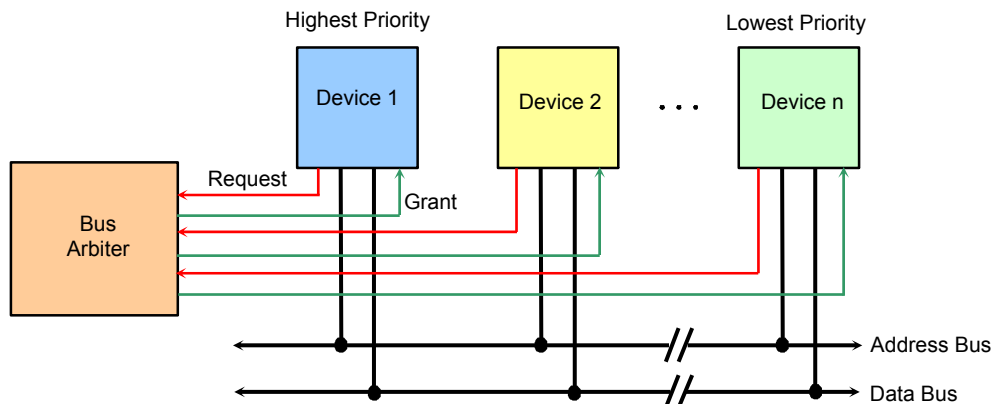 Highest Priority
Lowest Priority
Device 1
Device 2
. . .
Device n
Request
Grant
Bus
Arbiter
Address Bus
Data Bus